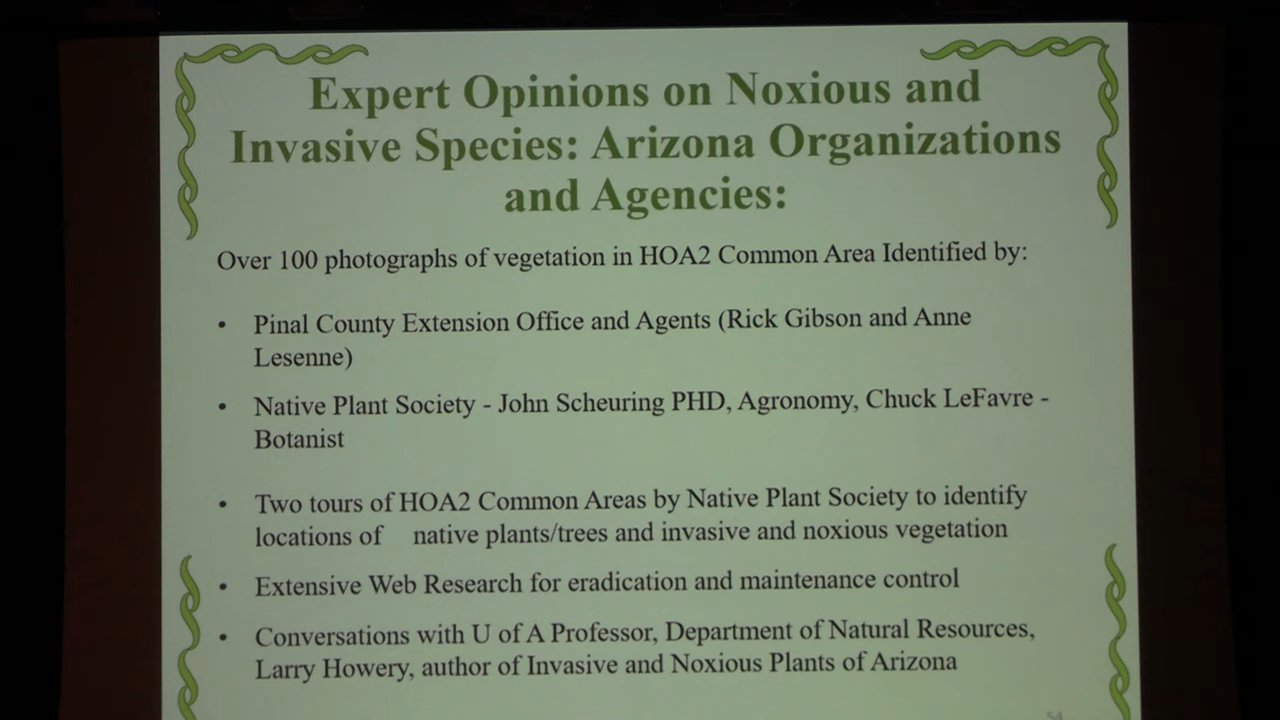 Expert Opinions on Noxious and
Invasive Species: Arizona Organizations
and Agencies:
Over 100 photographs of vegetation in HOA2 Common Area Identified by:
• Pinal County Extension Office and Agents (Rick Gibson and Anne
Lesenne)
• Native Plant Society - John Scheuring PHD, Agronomy, Chuck LeFavre -
Botanist
• Two tours of HOA2 Common Areas by Native Plant Society to identify
locations of native plants/trees and invasive and noxious vegetation
• Extensive Web Research for eradication and maintenance control
• Conversations with U of A Professor, Department of Natural Resources,
Larry Howery, author of Invasive and Noxious Plants of Arizona
54